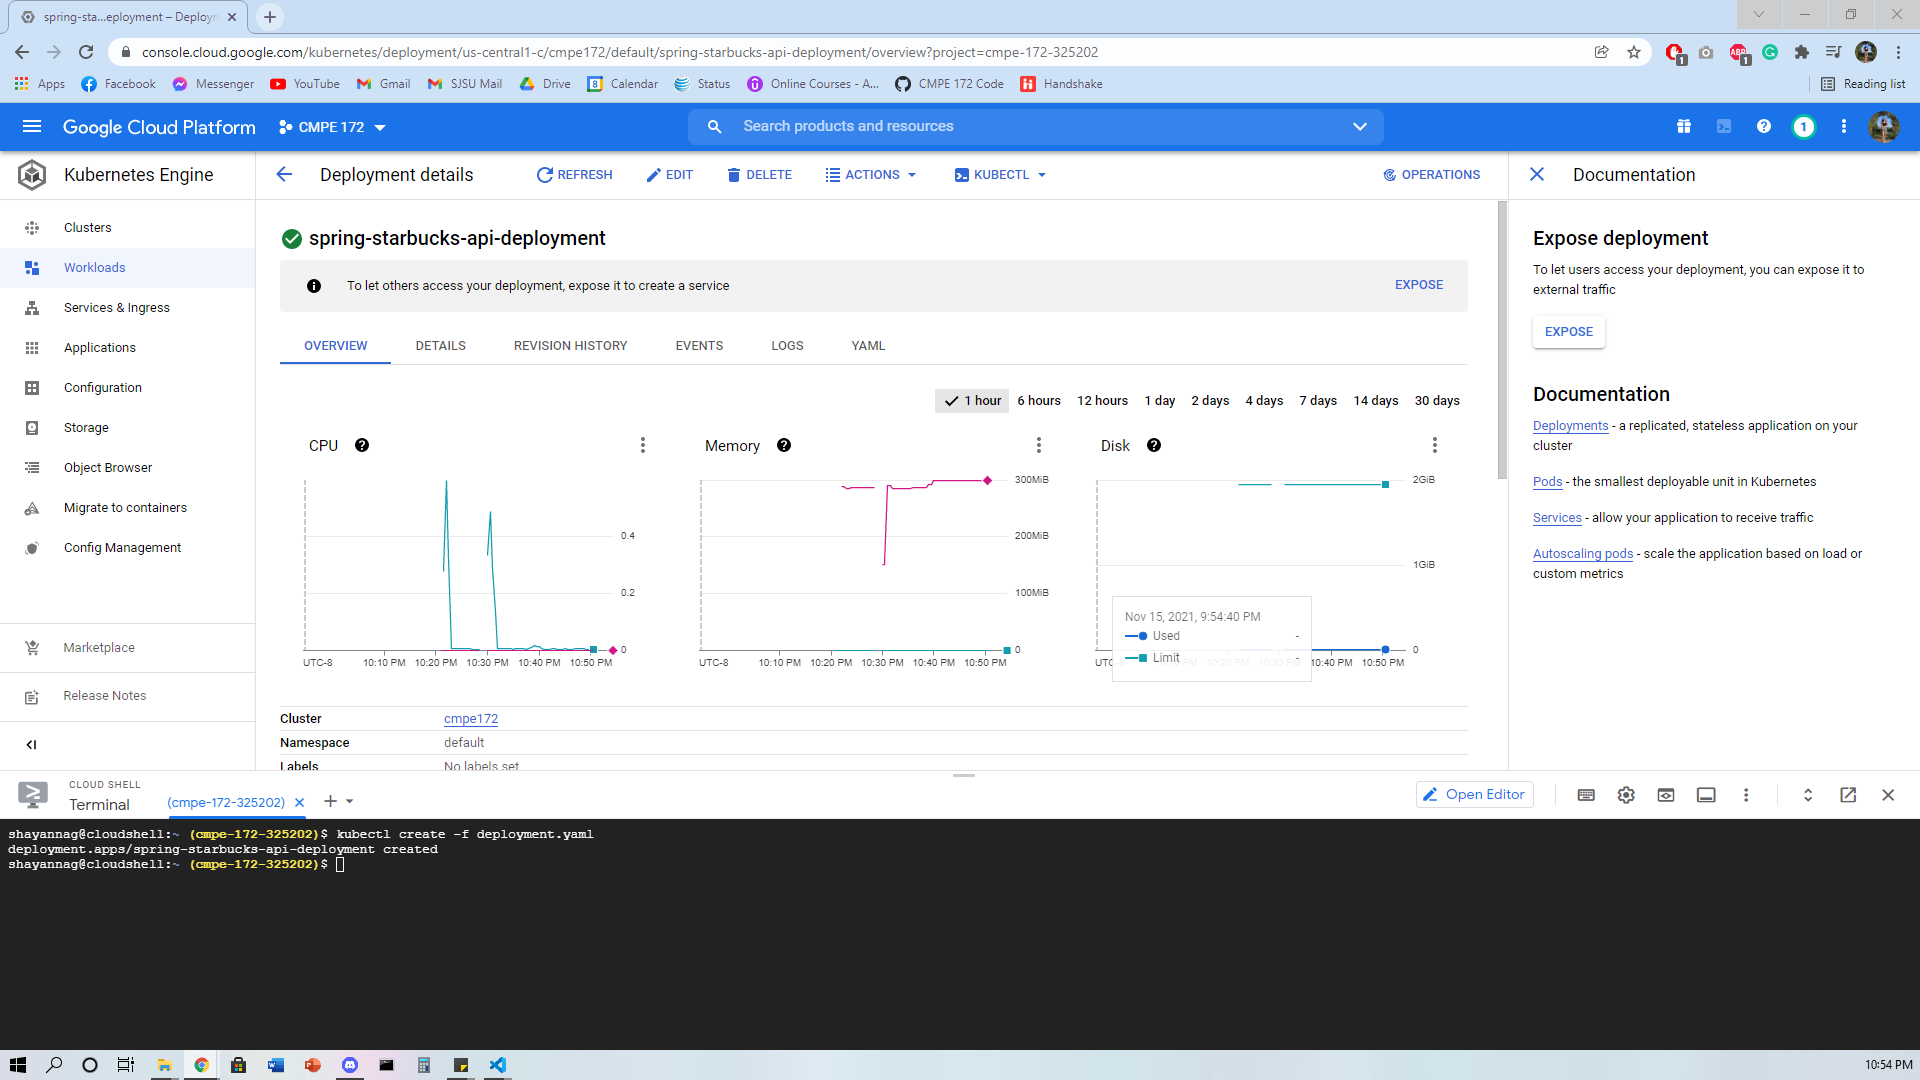 spring-sta...eployment – Deployn
console.cloud.google.com/kubernetes/deployment/us-central1-c/cmpe172/default/spring-starbucks-api-deployment/overview?project=cmpe-172-325202
Apps Facebook Messenger YouTube Gmail SJSU Mail Drive Calendar Status Online Courses - A... CMPE 172 Code Handshake Reading list
Google Cloud Platform CMPE 172 Search products and resources 1
Kubernetes Engine
Deployment details REFRESH EDIT DELETE ACTIONS KUBECTL OPERATIONS
Documentation
Clusters
Workloads
Services & Ingress
Applications
Configuration
Storage
Object Browser
Migrate to containers
Config Management
Marketplace
Release Notes
spring-starbucks-api-deployment
To let others access your deployment, expose it to create a service EXPOSE
OVERVIEW DETAILS REVISION HISTORY EVENTS LOGS YAML
1 hour 6 hours 12 hours 1 day 2 days 4 days 7 days 14 days 30 days
CPU
0.4
0.2
0
UTC-8 10:10 PM 10:20 PM 10:30 PM 10:40 PM 10:50 PM
Memory
300MiB
200MiB
100MiB
0
UTC-8 10:10 PM 10:20 PM 10:30 PM 10:40 PM 10:50 PM
Disk
2GiB
1GiB
0
Nov 15, 2021, 9:54:40 PM
Used -
Limit -
10:40 PM 10:50 PM
Cluster cmpe172
Namespace default
Labels No labels set
Expose deployment
To let users access your deployment, you can expose it to
external traffic
EXPOSE
Documentation
Deployments - a replicated, stateless application on your
cluster
Pods - the smallest deployable unit in Kubernetes
Services - allow your application to receive traffic
Autoscaling pods - scale the application based on load or
custom metrics
CLOUD SHELL
Terminal (cmpe-172-325202) Open Editor
shayannag@cloudshell:~ (cmpe-172-325202)$ kubectl create -f deployment.yaml
deployment.apps/spring-starbucks-api-deployment created
shayannag@cloudshell:~ (cmpe-172-325202)$
10:54 PM